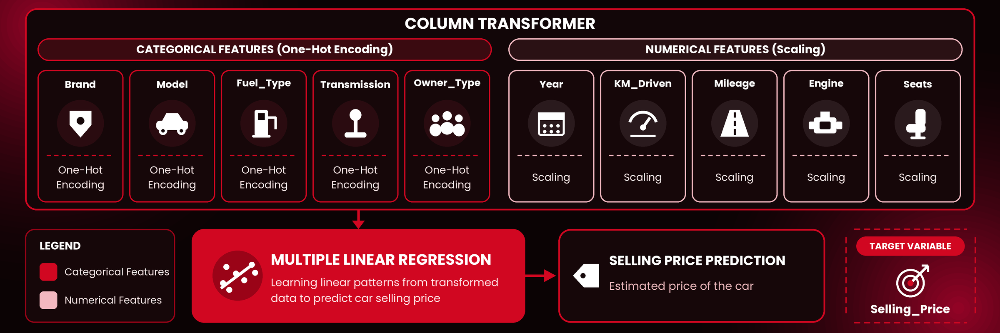 COLUMN TRANSFORMER
CATEGORICAL FEATURES (One-Hot Encoding)
NUMERICAL FEATURES (Scaling)
Brand
One-Hot
Encoding
Model
One-Hot
Encoding
Fuel_Type
One-Hot
Encoding
Transmission
One-Hot
Encoding
Owner_Type
One-Hot
Encoding
Year
Scaling
KM_Driven
Scaling
Mileage
Scaling
Engine
Scaling
Seats
Scaling
LEGEND
Categorical Features
Numerical Features
MULTIPLE LINEAR REGRESSION
Learning linear patterns from transformed
data to predict car selling price
SELLING PRICE PREDICTION
Estimated price of the car
TARGET VARIABLE
Selling_Price